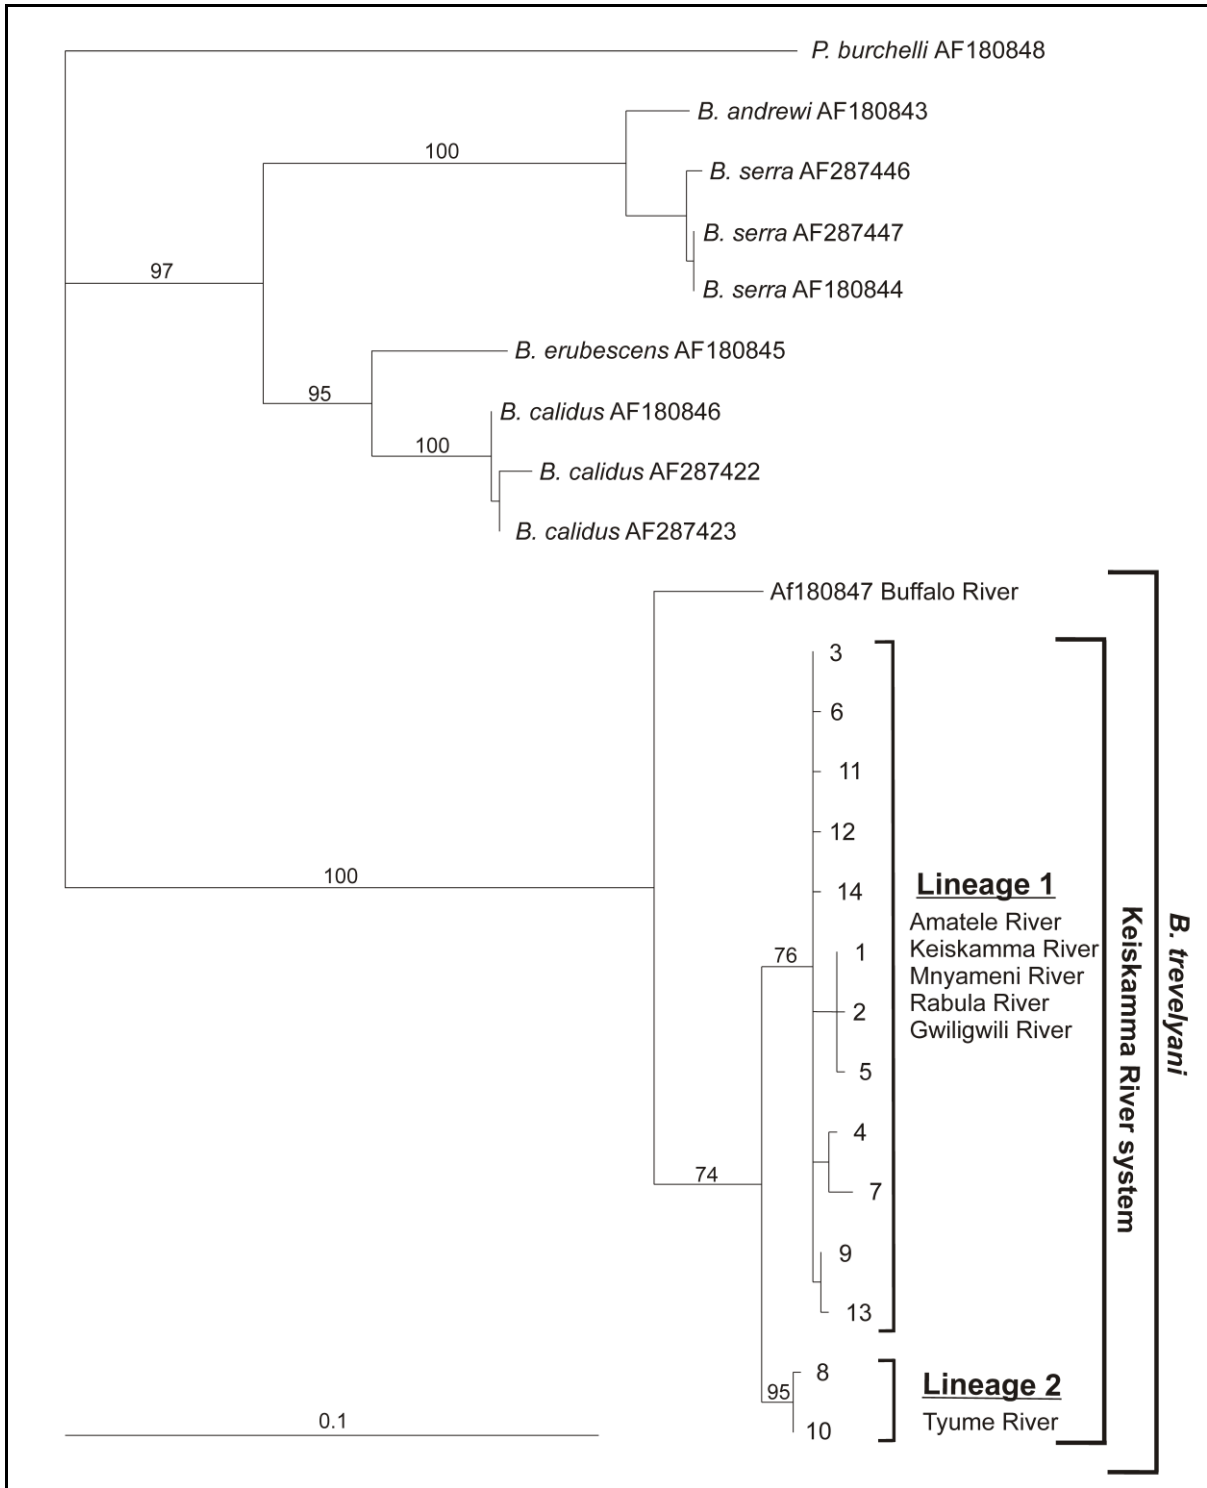 P. burchelli AF180848
B. andrewi AF180843
100
B. serra AF287446
B. serra AF287447
97
B. serra AF180844
B. erubescens AF180845
95
B. calidus AF180846
100
B. calidus AF287422
B. calidus AF287423
Af180847 Buffalo River
3
6
11
12
14
100
Lineage 1
Amatele River
Keiskamma River
Mnyameni River
Rabula River
Gwiligwili River
76
1
2
5
4
74
7
9
13
Keiskamma River system
B. trevelyani
8
95
10
Lineage 2
Tyume River
0.1